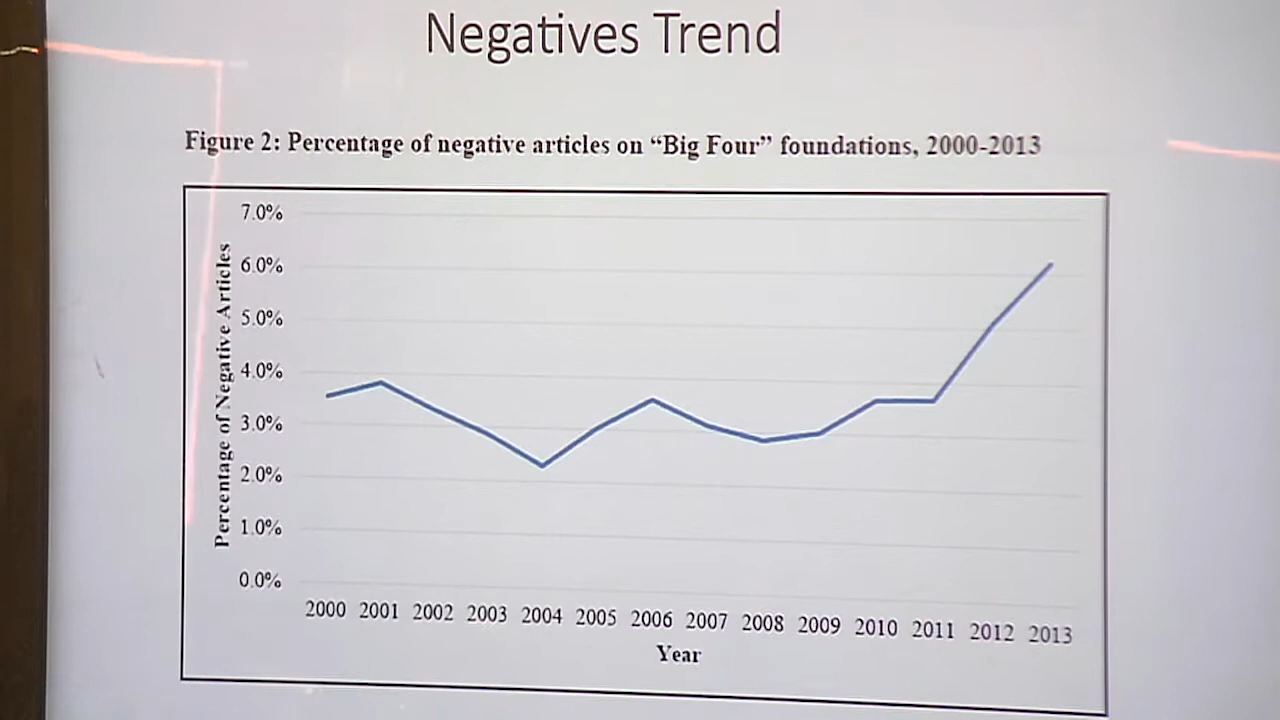 Negatives Trend
Figure 2: Percentage of negative articles on “Big Four” foundations, 2000-2013
Percentage of Negative Articles
7.0%
6.0%
5.0%
4.0%
3.0%
2.0%
1.0%
0.0%
2000 2001 2002 2003 2004 2005 2006 2007 2008 2009 2010 2011 2012 2013
Year